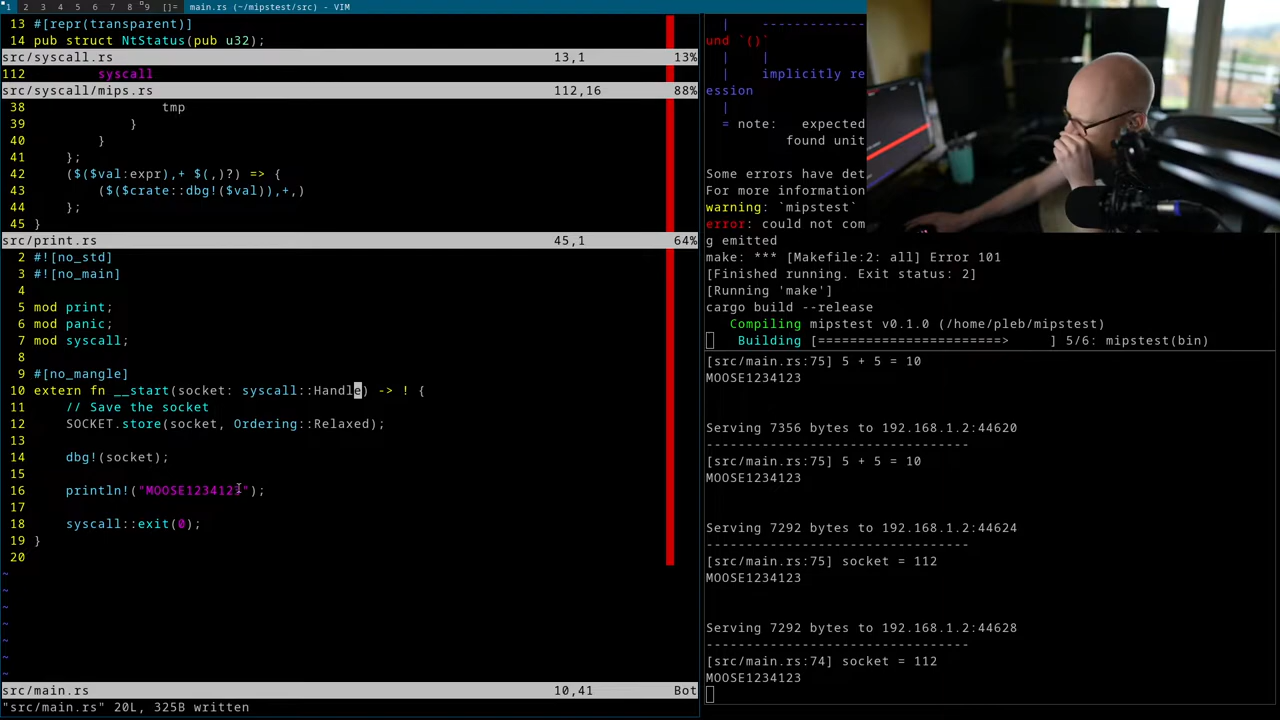 1 2 3 4 5 6 7 8 9 []= main.rs (~/mipstest/src) - VIM
13 #[repr(transparent)]
14 pub struct NtStatus(pub u32);
src/syscall.rs 13,1 13%
112 syscall
src/syscall/mips.rs 112,16 88%
38 tmp
39 }
40 }
41 };
42 ($($val:expr),+ $(,)?) => {
43 ($($crate::dbg!($val)),+,)
44 };
45 }
src/print.rs 45,1 64%
2 #![no_std]
3 #![no_main]
4
5 mod print;
6 mod panic;
7 mod syscall;
8
9 #[no_mangle]
10 extern fn __start(socket: syscall::Handle) -> ! {
11 // Save the socket
12 SOCKET.store(socket, Ordering::Relaxed);
13
14 dbg!(socket);
15
16 println!("MOOSE1234123");
17
18 syscall::exit(0);
19 }
20
~
~
~
~
~
~
~
src/main.rs 10,41 Bot
"src/main.rs" 20L, 325B written
| -------------
und `()`
| |
| implicitly re
ession
|
= note: expected
found unit
Some errors have det
For more information
warning: `mipstest`
error: could not com
g emitted
make: *** [Makefile:2: all] Error 101
[Finished running. Exit status: 2]
[Running 'make']
cargo build --release
Compiling mipstest v0.1.0 (/home/pleb/mipstest)
Building [=======================> ] 5/6: mipstest(bin)
[src/main.rs:75] 5 + 5 = 10
MOOSE1234123
Serving 7356 bytes to 192.168.1.2:44620
---------------------------------
[src/main.rs:75] 5 + 5 = 10
MOOSE1234123
Serving 7292 bytes to 192.168.1.2:44624
---------------------------------
[src/main.rs:75] socket = 112
MOOSE1234123
Serving 7292 bytes to 192.168.1.2:44628
---------------------------------
[src/main.rs:74] socket = 112
MOOSE1234123